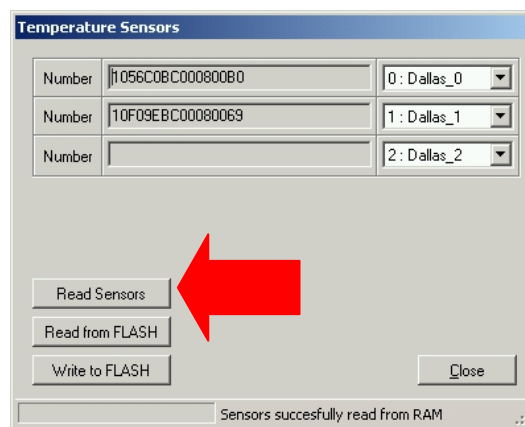 Temperature Sensors
Number 1056C0BC000800B0 0 : Dallas_0
Number 10F09EBC00080069 1 : Dallas_1
Number 2 : Dallas_2
Read Sensors
Read from FLASH
Write to FLASH Close
Sensors succesfully read from RAM